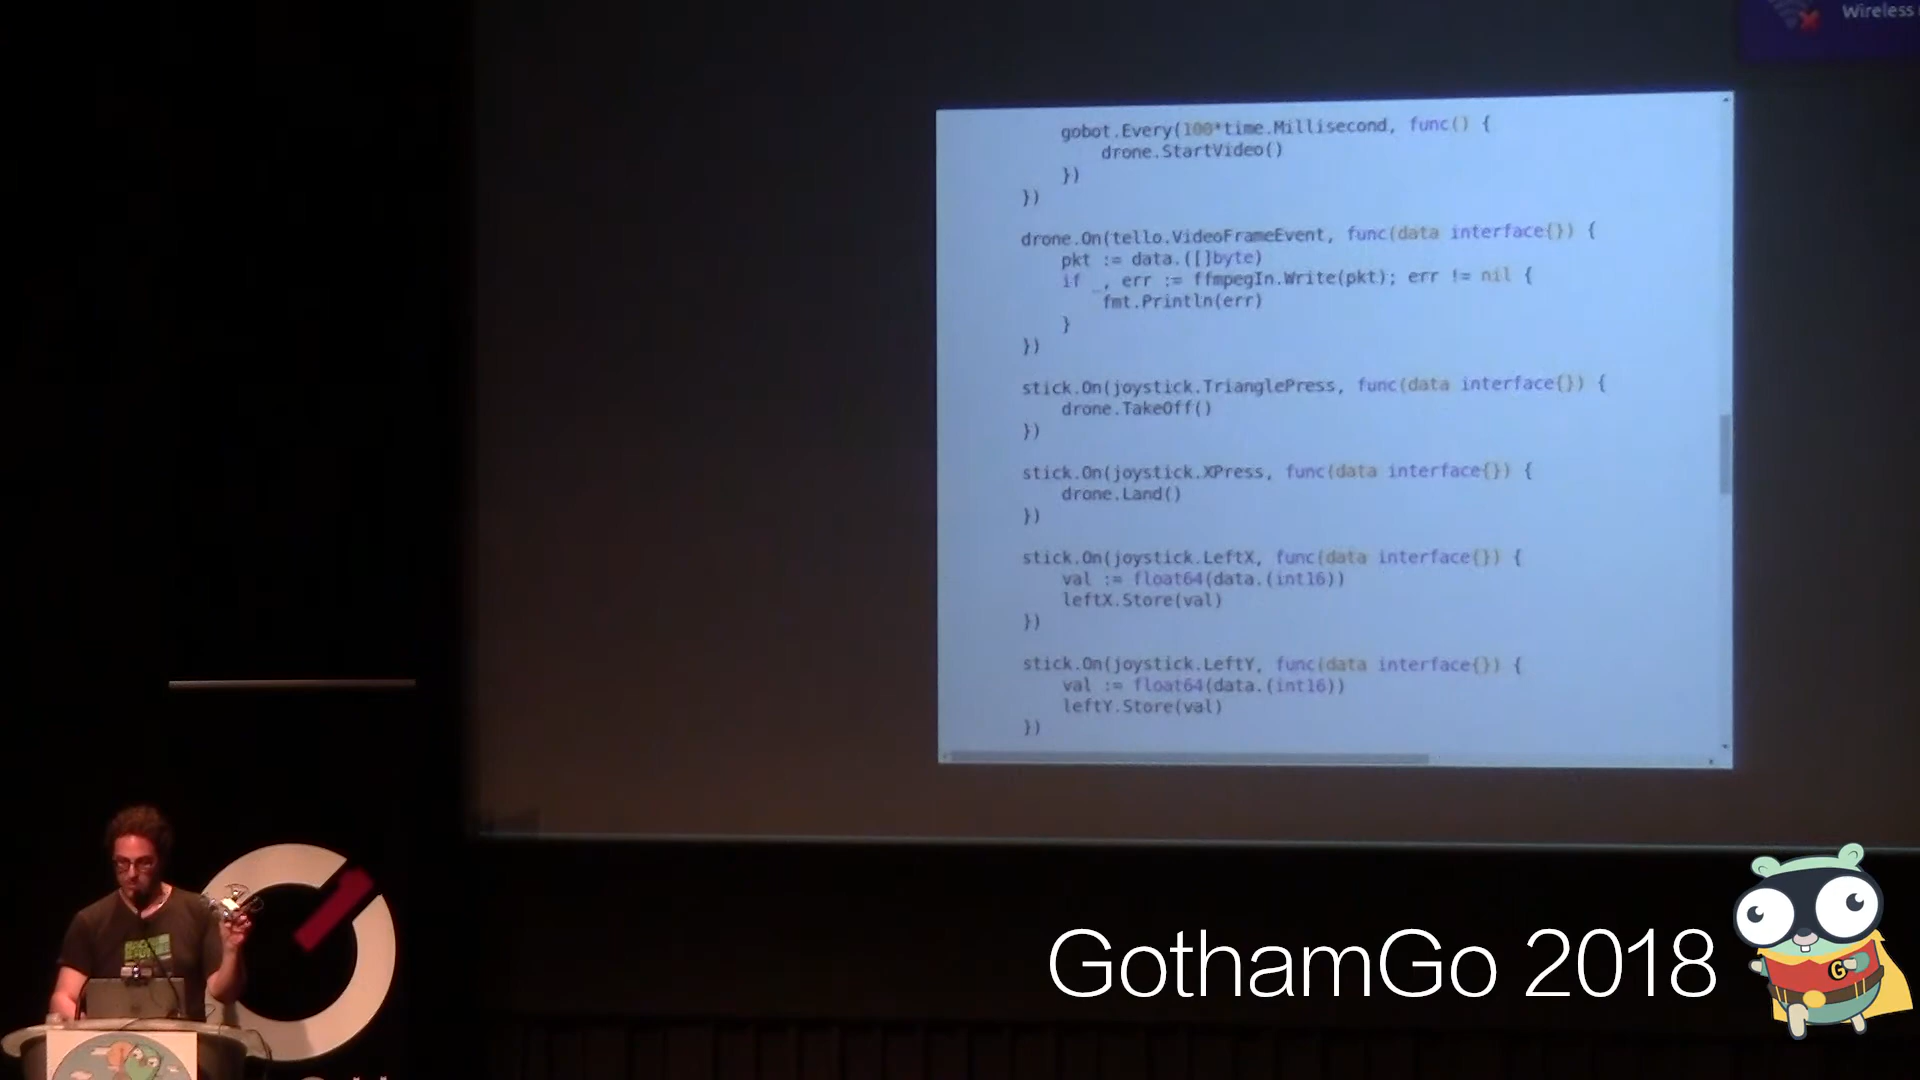 Wireless
gobot.Every(100*time.Millisecond, func() {
drone.StartVideo()
})
})
drone.On(tello.VideoFrameEvent, func(data interface{}) {
pkt := data.([]byte)
if _, err := ffmpegIn.Write(pkt); err != nil {
fmt.Println(err)
}
})
stick.On(joystick.TrianglePress, func(data interface{}) {
drone.TakeOff()
})
stick.On(joystick.XPress, func(data interface{}) {
drone.Land()
})
stick.On(joystick.LeftX, func(data interface{}) {
val := float64(data.(int16))
leftX.Store(val)
})
stick.On(joystick.LeftY, func(data interface{}) {
val := float64(data.(int16))
leftY.Store(val)
})
GothamGo 2018
G